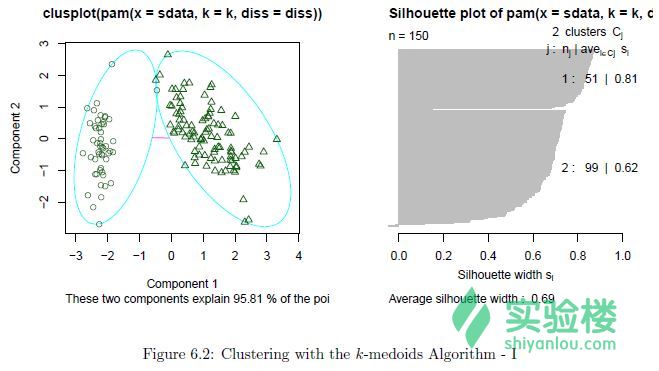 clusplot(pam(x = sdata, k = k, diss = diss))
3
2
1
0
−1
−2
Component 2
−3 −2 −1 0 1 2 3 4
Component 1
These two components explain 95.81 % of the poi
Silhouette plot of pam(x = sdata, k = k, d
n = 150
2 clusters Cj
j : nj | avei∈Cj si
1 : 51 | 0.81
2 : 99 | 0.62
0.0 0.2 0.4 0.6 0.8 1.0
Silhouette width si
Average silhouette width : 0.69
实验楼
shiyanlou.com
Figure 6.2: Clustering with the k-medoids Algorithm - I